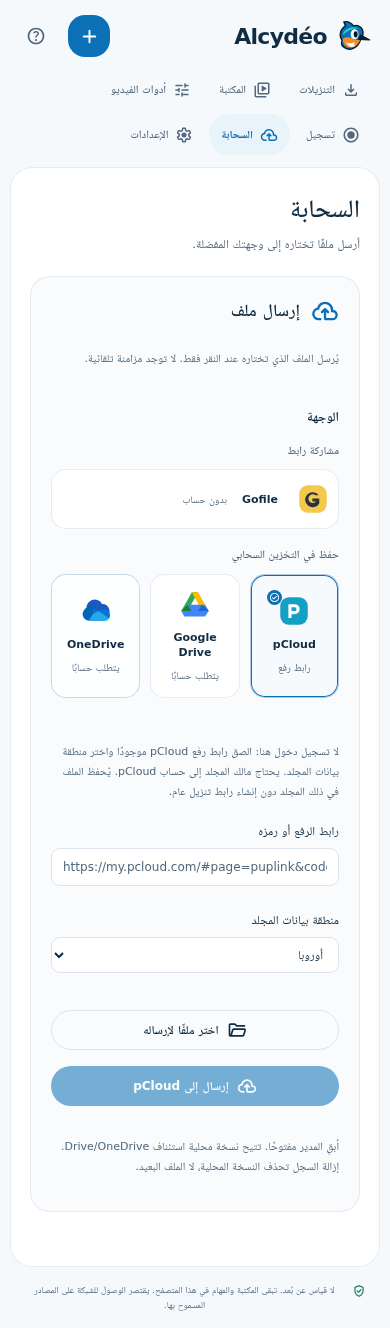 Alcydéo
التنزيلات
المكتبة
أدوات الفيديو
تسجيل
السحابة
الإعدادات
السحابة
أرسل ملفًا تختاره إلى وجهتك المفضلة.
إرسال ملف
يُرسل الملف الذي تختاره عند النقر فقط. لا توجد مزامنة تلقائية.
الوجهة
مشاركة رابط
Gofile
بدون حساب
حفظ في التخزين السحابي
pCloud
رابط رفع
Google
Drive
يتطلب حسابًا
OneDrive
يتطلب حسابًا
لا تسجيل دخول هنا: الصق رابط رفع pCloud موجودًا واختر منطقة
بيانات المجلد. يحتاج مالك المجلد إلى حساب pCloud. يُحفظ الملف
في ذلك المجلد دون إنشاء رابط تنزيل عام.
رابط الرفع أو رمزه
https://my.pcloud.com/#page=puplink&code
منطقة بيانات المجلد
أوروبا
اختر ملفًا لإرساله
إرسال إلى pCloud
أبقِ المدير مفتوحًا. تتيح نسخة محلية استئناف Drive/OneDrive.
إزالة السجل تحذف النسخة المحلية، لا الملف البعيد.
لا قياس عن بُعد. تبقى المكتبة والمهام في هذا المتصفح. يقتصر الوصول للشبكة على المصادر
المسموح بها.